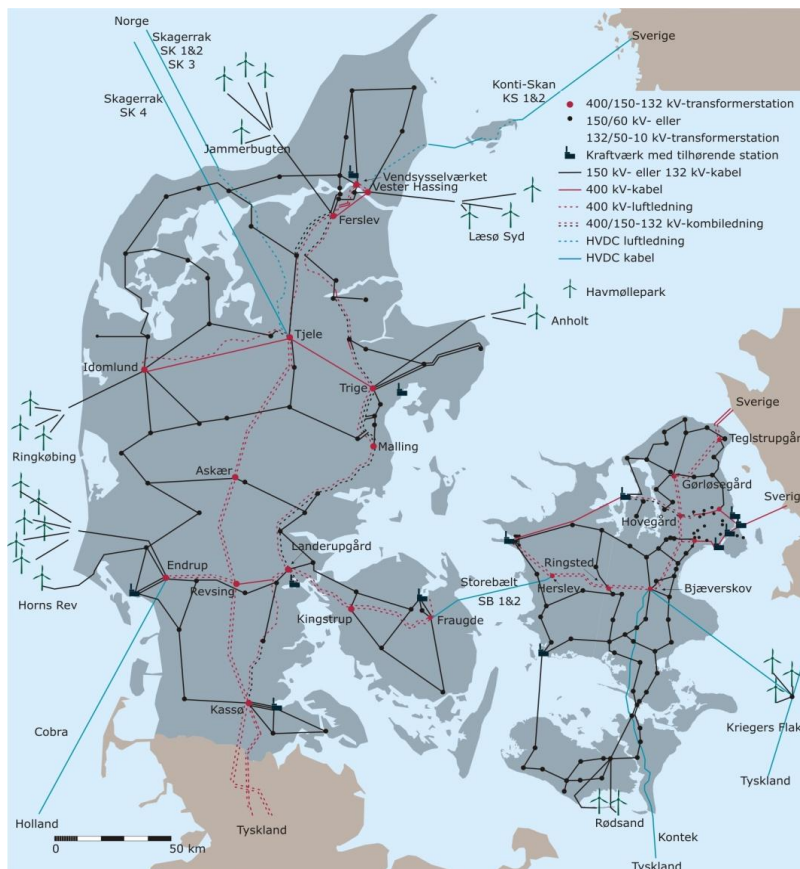 Norge
Skagerrak
SK 1&2
SK 3
Sverige
Konti-Skan
KS 1&2
Skagerrak
SK 4
400/150-132 kV-transformerstation
150/60 kV- eller
132/50-10 kV-transformerstation
Kraftværk med tilhørende station
150 kV- eller 132 kV-kabel
400 kV-kabel
400 kV-luftledning
400/150-132 kV-kombiledning
HVDC luftledning
HVDC kabel
Havmøllepark
Jammerbugten
Vendsysselværket
Vester Hassing
Ferslev
Læsø Syd
Anholt
Tjele
Idomlund
Trige
Ringkøbing
Malling
Sverige
Teglstrupgård
Askær
Gørløsegård
Sverige
Hovegård
Landerupgård
Endrup
Revsing
Horns Rev
Storebælt
SB 1&2
Ringsted
Herslev
Bjæverskov
Kingstrup
Fraugde
Kassø
Cobra
Kriegers Flak
Tyskland
Holland
0
50 km
Tyskland
Rødsand
Kontek
Tyskland